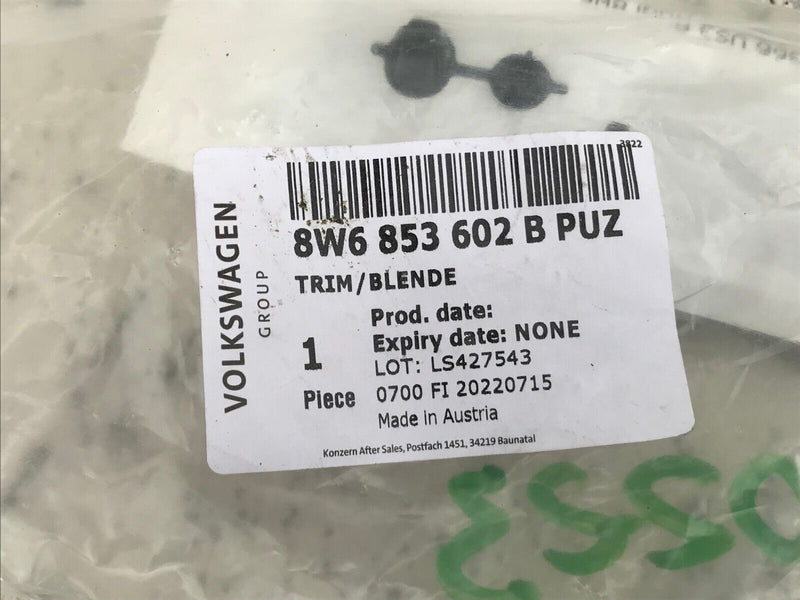 3822
8W6 853 602 B PUZ
TRIM/BLENDE
VOLKSWAGEN
GROUP
1
Piece
Prod. date:
Expiry date: NONE
LOT: LS427543
0700 FI 20220715
Made in Austria
Konzern After Sales, Postfach 1451, 34219 Baunatal